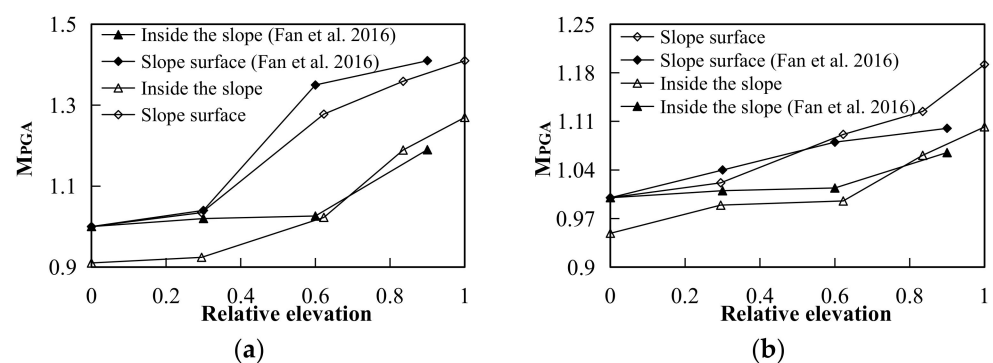 1.5
1.3
1.1
0.9
MPGA
Inside the slope (Fan et al. 2016)
Slope surface (Fan et al. 2016)
Inside the slope
Slope surface
0 0.2 0.4 0.6 0.8 1
Relative elevation
(a)
1.25
1.18
1.11
1.04
0.97
0.9
MPGA
Slope surface
Slope surface (Fan et al. 2016)
Inside the slope
Inside the slope (Fan et al. 2016)
0 0.2 0.4 0.6 0.8 1
Relative elevation
(b)